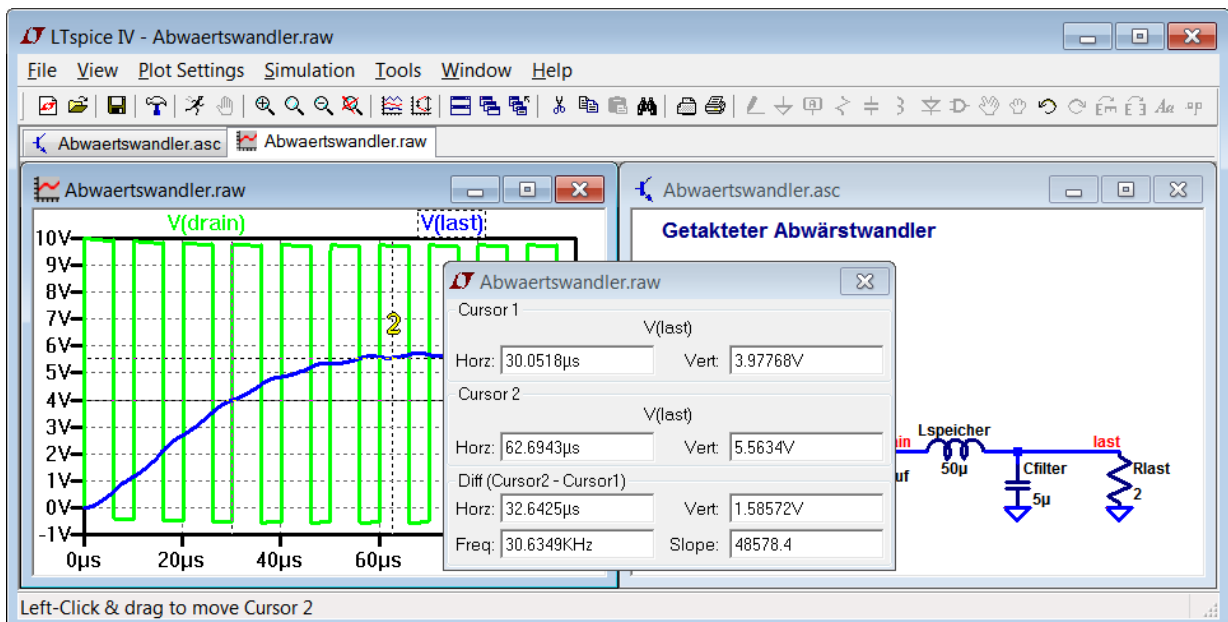 LTspice IV - Abwaertswandler.raw
File View Plot Settings Simulation Tools Window Help
Abwaertswandler.asc Abwaertswandler.raw
Abwaertswandler.raw
V(drain) V(last)
10V
9V
8V
7V
6V
5V
4V
3V
2V
1V
0V
-1V
0µs 20µs 40µs 60µs
2
Abwaertswandler.raw
Cursor 1
V(last)
Horz: 30.0518µs Vert: 3.97768V
Cursor 2
V(last)
Horz: 62.6943µs Vert: 5.5634V
Diff (Cursor2 - Cursor1)
Horz: 32.6425µs Vert: 1.58572V
Freq: 30.6349KHz Slope: 48578.4
Abwaertswandler.asc
Getakteter Abwärstwandler
in Lspeicher last
uf 50µ Cfilter Rlast
5µ 2
Left-Click & drag to move Cursor 2